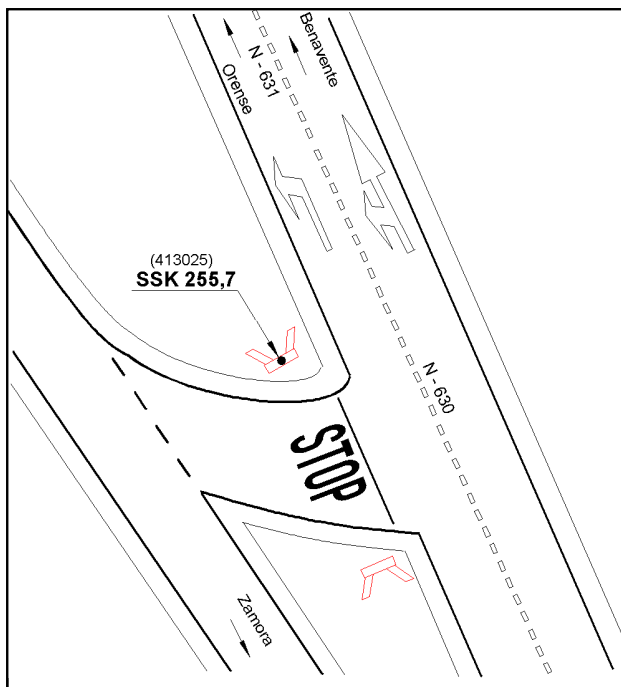 Benavente
N - 631
Orense
(413025)
SSK 255,7
N - 630
STOP
Zamora